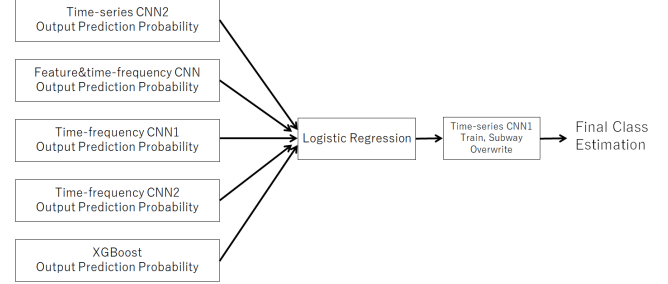 Time-series CNN2
Output Prediction Probability
Feature&time-frequency CNN
Output Prediction Probability
Time-frequency CNN1
Output Prediction Probability
Time-frequency CNN2
Output Prediction Probability
XGBoost
Output Prediction Probability
Logistic Regression
Time-series CNN1
Train, Subway
Overwrite
Final Class
Estimation